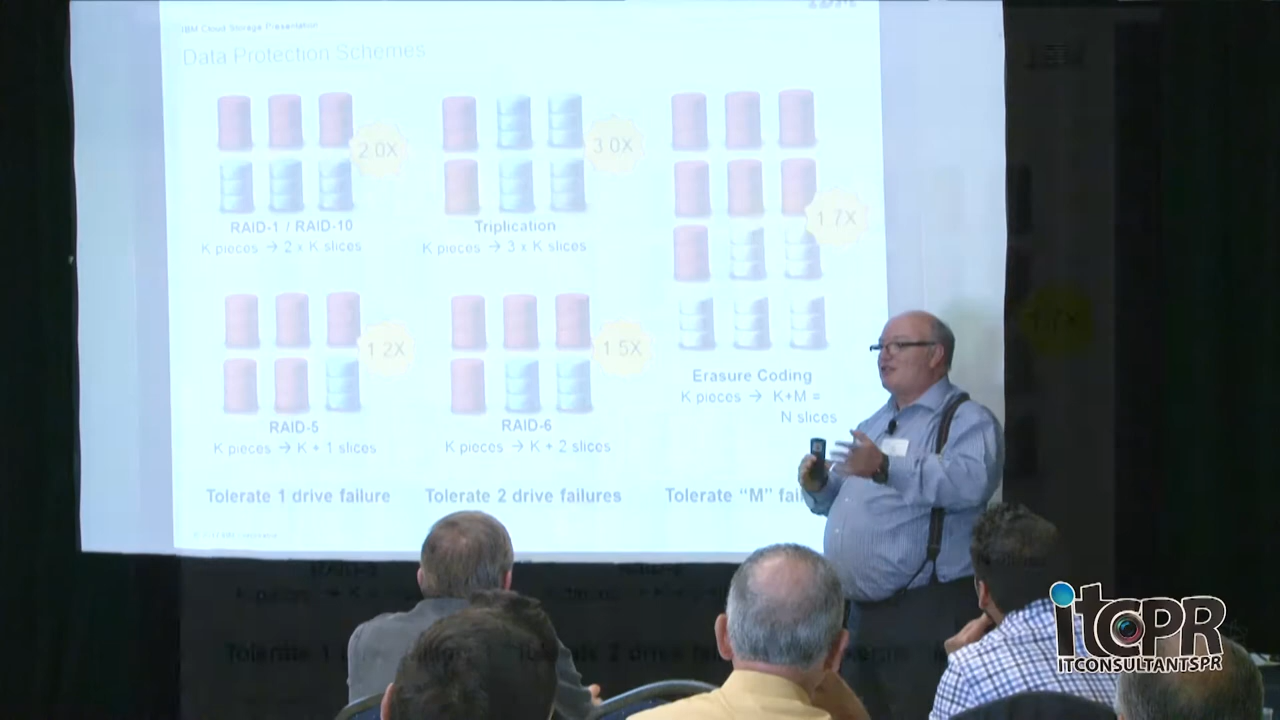 IBM Cloud Storage Presentation
Data Protection Schemes
2.0X
3.0X
1.7X
RAID-1 / RAID-10
K pieces → 2 x K slices
Triplication
K pieces → 3 x K slices
1.2X
1.5X
Erasure Coding
K pieces → K+M =
N slices
RAID-5
K pieces → K + 1 slices
RAID-6
K pieces → K + 2 slices
Tolerate 1 drive failure
Tolerate 2 drive failures
Tolerate “M” fai
itcPR
ITCONSULTANTSPR